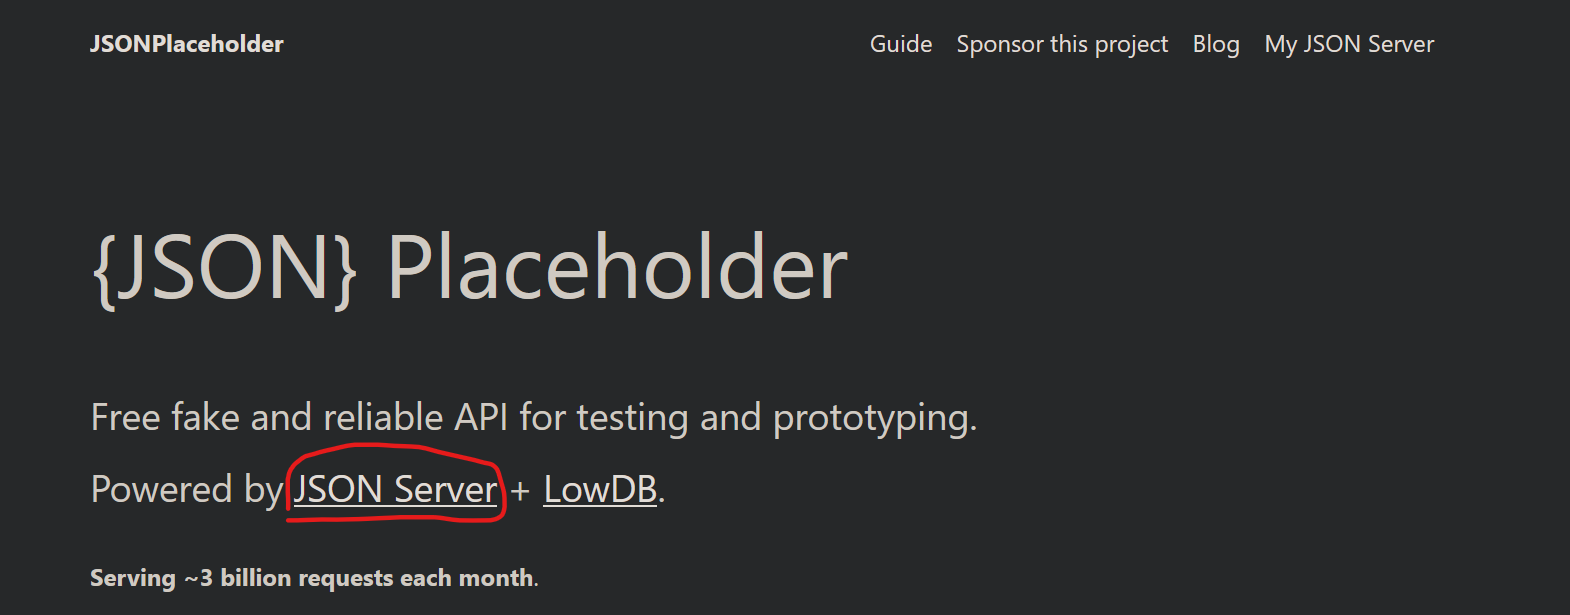 JSONPlaceholder Guide Sponsor this project Blog My JSON Server
{JSON} Placeholder
Free fake and reliable API for testing and prototyping.
Powered by JSON Server + LowDB.
Serving ~3 billion requests each month.